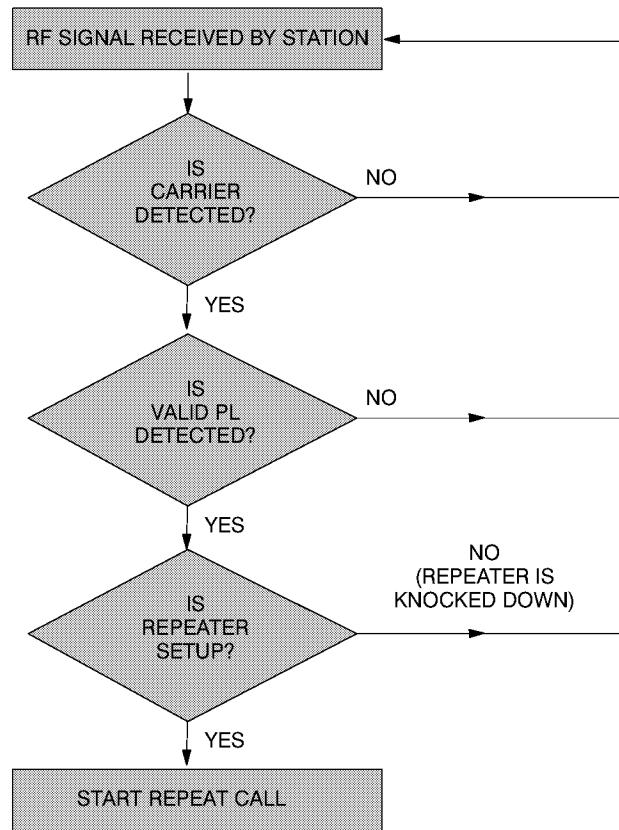 RF SIGNAL RECEIVED BY STATION
IS
CARRIER
DETECTED?
NO
YES
IS
VALID PL
DETECTED?
NO
YES
IS
REPEATER
SETUP?
NO
(REPEATER IS
KNOCKED DOWN)
YES
START REPEAT CALL